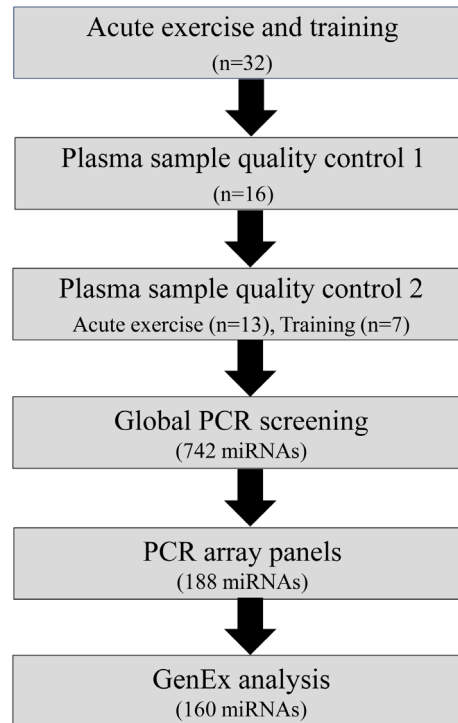 Acute exercise and training
(n=32)
Plasma sample quality control 1
(n=16)
Plasma sample quality control 2
Acute exercise (n=13), Training (n=7)
Global PCR screening
(742 miRNAs)
PCR array panels
(188 miRNAs)
GenEx analysis
(160 miRNAs)